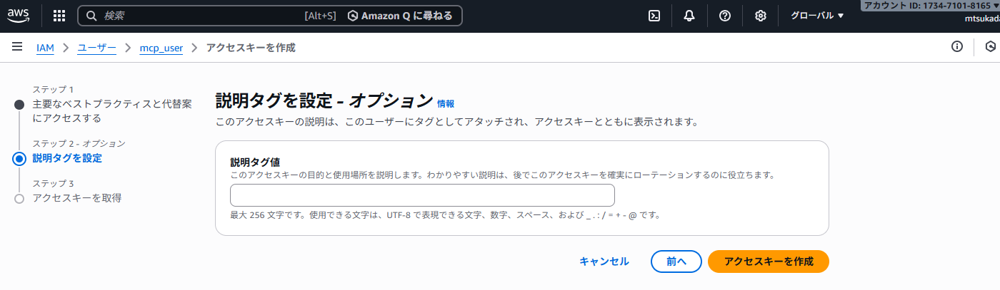 aws
検索
[Alt+S]
Amazon Q に尋ねる
グローバル
アカウント ID: 1734-7101-8165
mtsukada
IAM
ユーザー
mcp_user
アクセスキーを作成
ステップ 1
主要なベストプラクティスと代替案
にアクセスする
ステップ 2 - オプション
説明タグを設定
ステップ 3
アクセスキーを取得
説明タグを設定 - オプション 情報
このアクセスキーの説明は、このユーザーにタグとしてアタッチされ、アクセスキーとともに表示されます。
説明タグ値
このアクセスキーの目的と使用場所を説明します。わかりやすい説明は、後でこのアクセスキーを確実にローテーションするのに役立ちます。
最大 256 文字です。使用できる文字は、UTF-8 で表現できる文字、数字、スペース、および _ . : / = + - @ です。
キャンセル
前へ
アクセスキーを作成